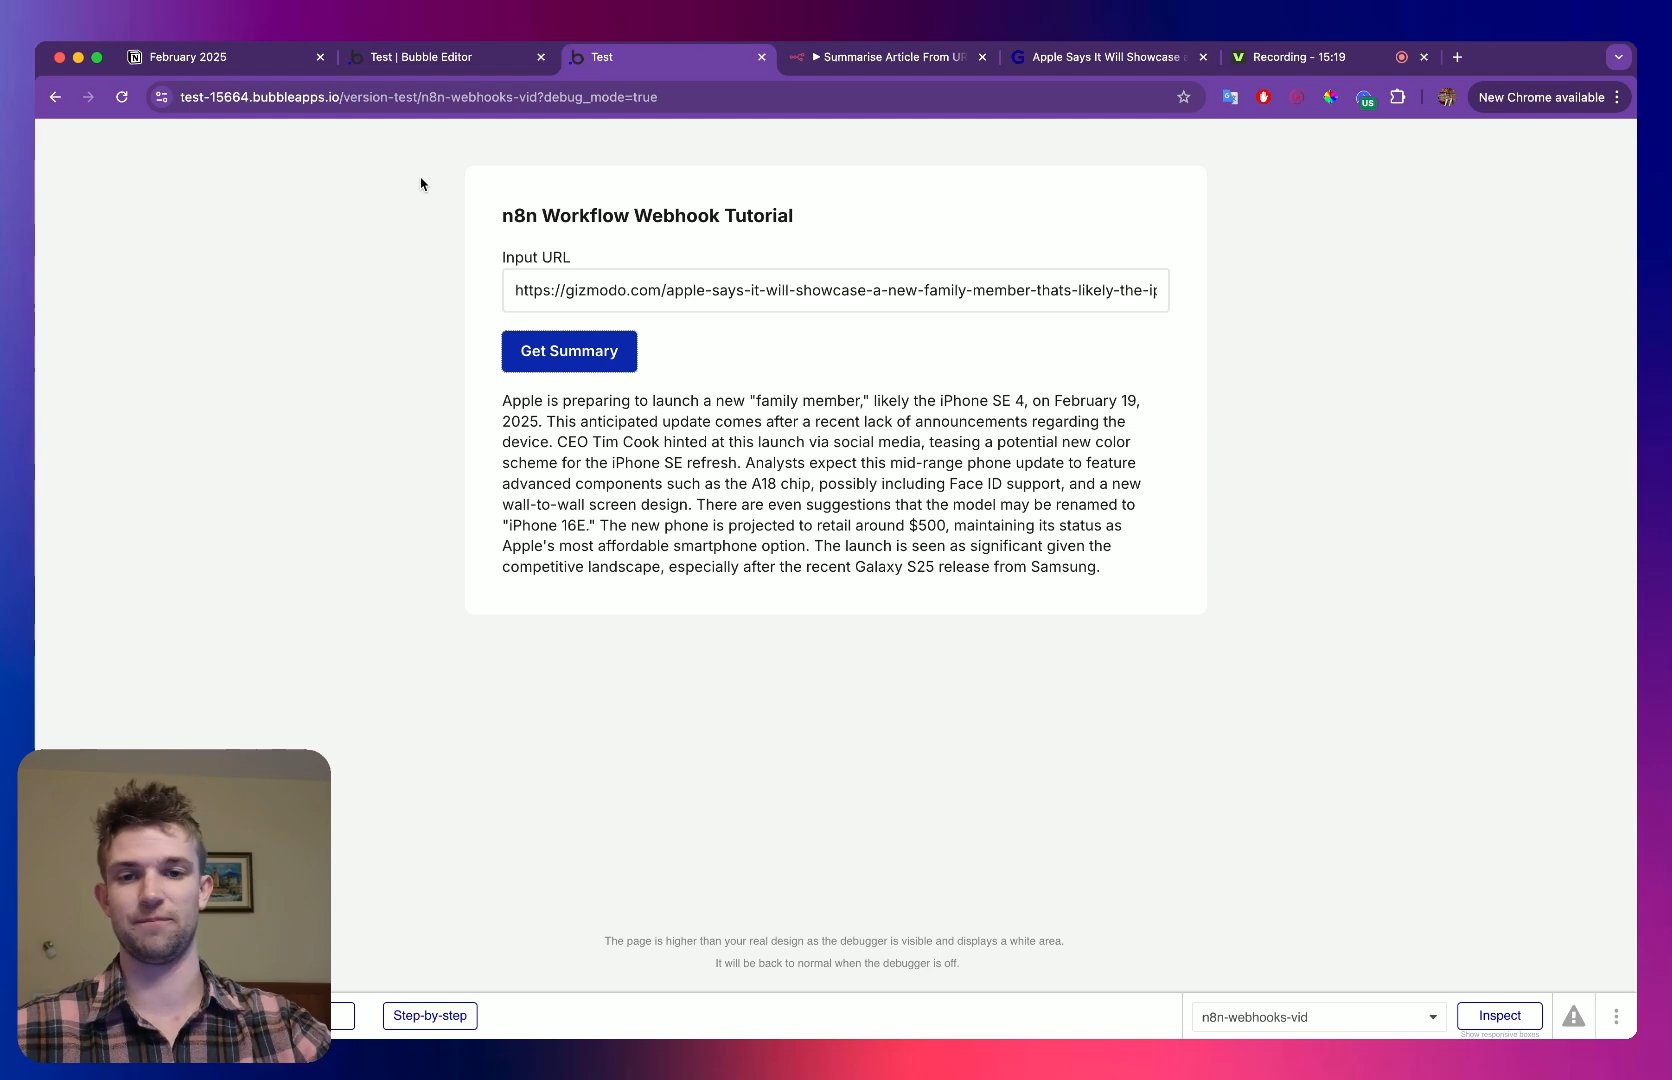 February 2025
Test | Bubble Editor
Test
Summarise Article From U
Apple Says It Will Showcase
Recording - 15:19
test-15664.bubbleapps.io/version-test/n8n-webhooks-vid?debug_mode=true
US
New Chrome available
n8n Workflow Webhook Tutorial
Input URL
https://gizmodo.com/apple-says-it-will-showcase-a-new-family-member-thats-likely-the-ip
Get Summary
Apple is preparing to launch a new "family member," likely the iPhone SE 4, on February 19,
2025. This anticipated update comes after a recent lack of announcements regarding the
device. CEO Tim Cook hinted at this launch via social media, teasing a potential new color
scheme for the iPhone SE refresh. Analysts expect this mid-range phone update to feature
advanced components such as the A18 chip, possibly including Face ID support, and a new
wall-to-wall screen design. There are even suggestions that the model may be renamed to
"iPhone 16E." The new phone is projected to retail around $500, maintaining its status as
Apple's most affordable smartphone option. The launch is seen as significant given the
competitive landscape, especially after the recent Galaxy S25 release from Samsung.
The page is higher than your real design as the debugger is visible and displays a white area.
It will be back to normal when the debugger is off.
Step-by-step
n8n-webhooks-vid
Inspect
Show responsive boxes